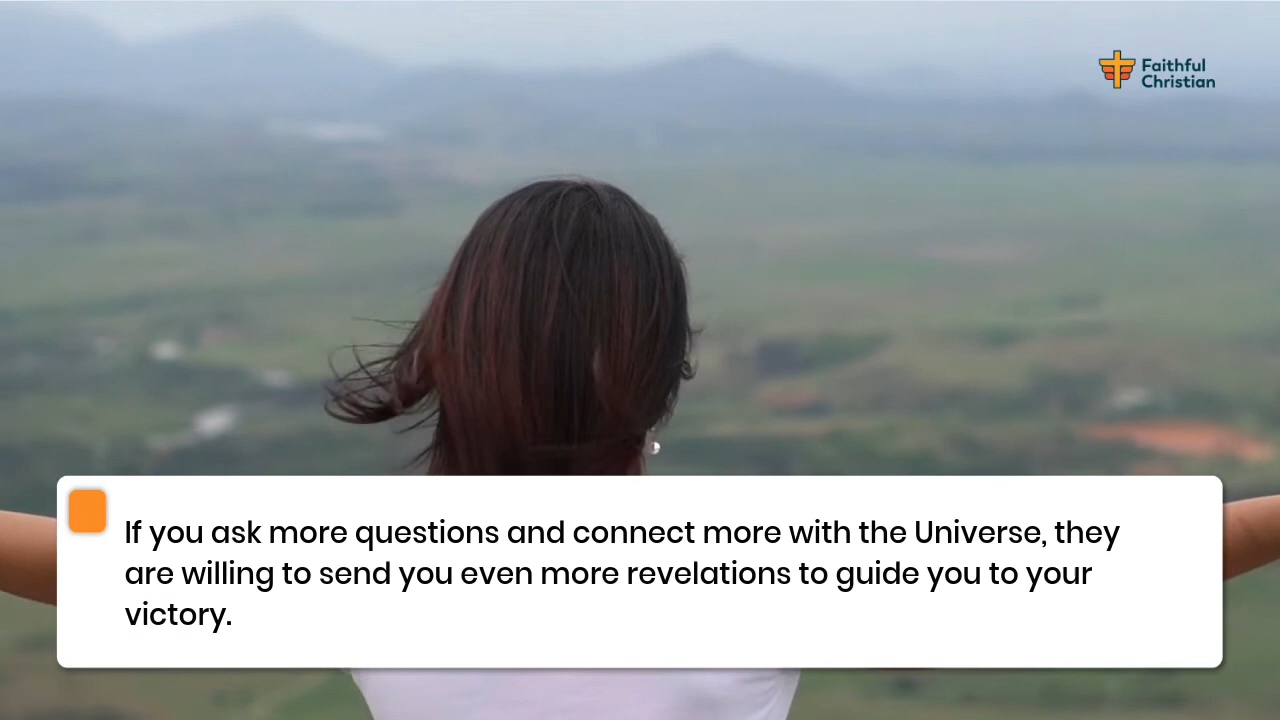 Faithful
Christian
If you ask more questions and connect more with the Universe, they
are willing to send you even more revelations to guide you to your
victory.